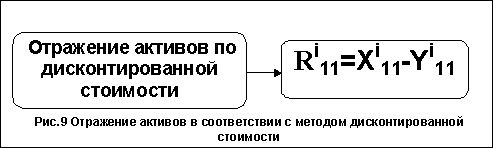 Отражение активов по
дисконтированной
стоимости
Rⁱ₁₁=Xⁱ₁₁-Yⁱ₁₁
Рис.9 Отражение активов в соответствии с методом дисконтированной
стоимости